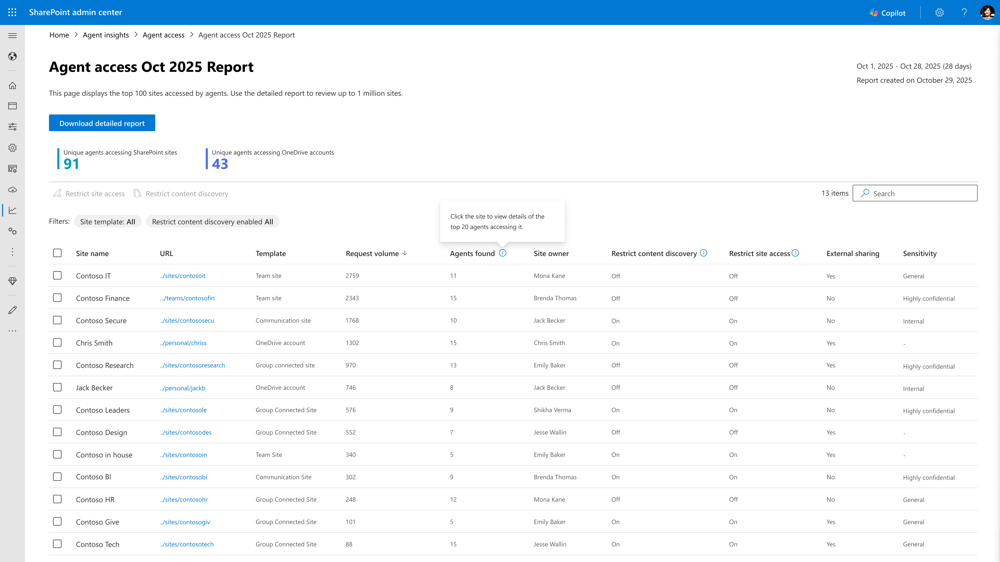 SharePoint admin center
Copilot
Home > Agent insights > Agent access > Agent access Oct 2025 Report
Agent access Oct 2025 Report
Oct 1, 2025 - Oct 28, 2025 (28 days)
Report created on October 29, 2025
This page displays the top 100 sites accessed by agents. Use the detailed report to review up to 1 million sites.
Download detailed report
Unique agents accessing SharePoint sites
91
Unique agents accessing OneDrive accounts
43
Restrict site access Restrict content discovery 13 items Search
Click the site to view details of the
top 20 agents accessing it.
Filters: Site template: All Restrict content discovery enabled All
Site name URL Template Request volume ↓ Agents found Site owner Restrict content discovery Restrict site access External sharing Sensitivity
Contoso IT ../sites/contosoit Team site 2759 11 Mona Kane Off Off Yes General
Contoso Finance .../teams/contosofin Team site 2343 15 Brenda Thomas Off Off No Highly confidential
Contoso Secure ../sites/contososecu Communication site 1768 10 Jack Becker On On No Internal
Chris Smith ../personal/chriss OneDrive account 1302 15 Chris Smith On On Yes -
Contoso Research ../sites/contosoresearch Group connected site 970 13 Emily Baker Off Off Yes Highly confidential
Jack Becker ../personal/jackb OneDrive account 746 8 Jack Becker Off Off No Internal
Contoso Leaders ../sites/contosole Group Connected Site 576 9 Shikha Verma On On No Highly confidential
Contoso Design ../sites/contosodes Group Connected Site 552 7 Jesse Wallin Off Off Yes -
Contoso in house ../sites/contosoin Team Site 340 5 Emily Baker On On Yes -
Contoso BI ../sites/contosobi Communication Site 302 9 Brenda Thomas On On No Highly confidential
Contoso HR ../sites/contosohr Group Connected Site 248 12 Mona Kane Off Off No General
Contoso Give ../sites/contosogiv Group Connected Site 101 5 Emily Baker On On Yes General
Contoso Tech ../sites/contosotech Group Connected Site 88 15 Jesse Wallin On On Yes General